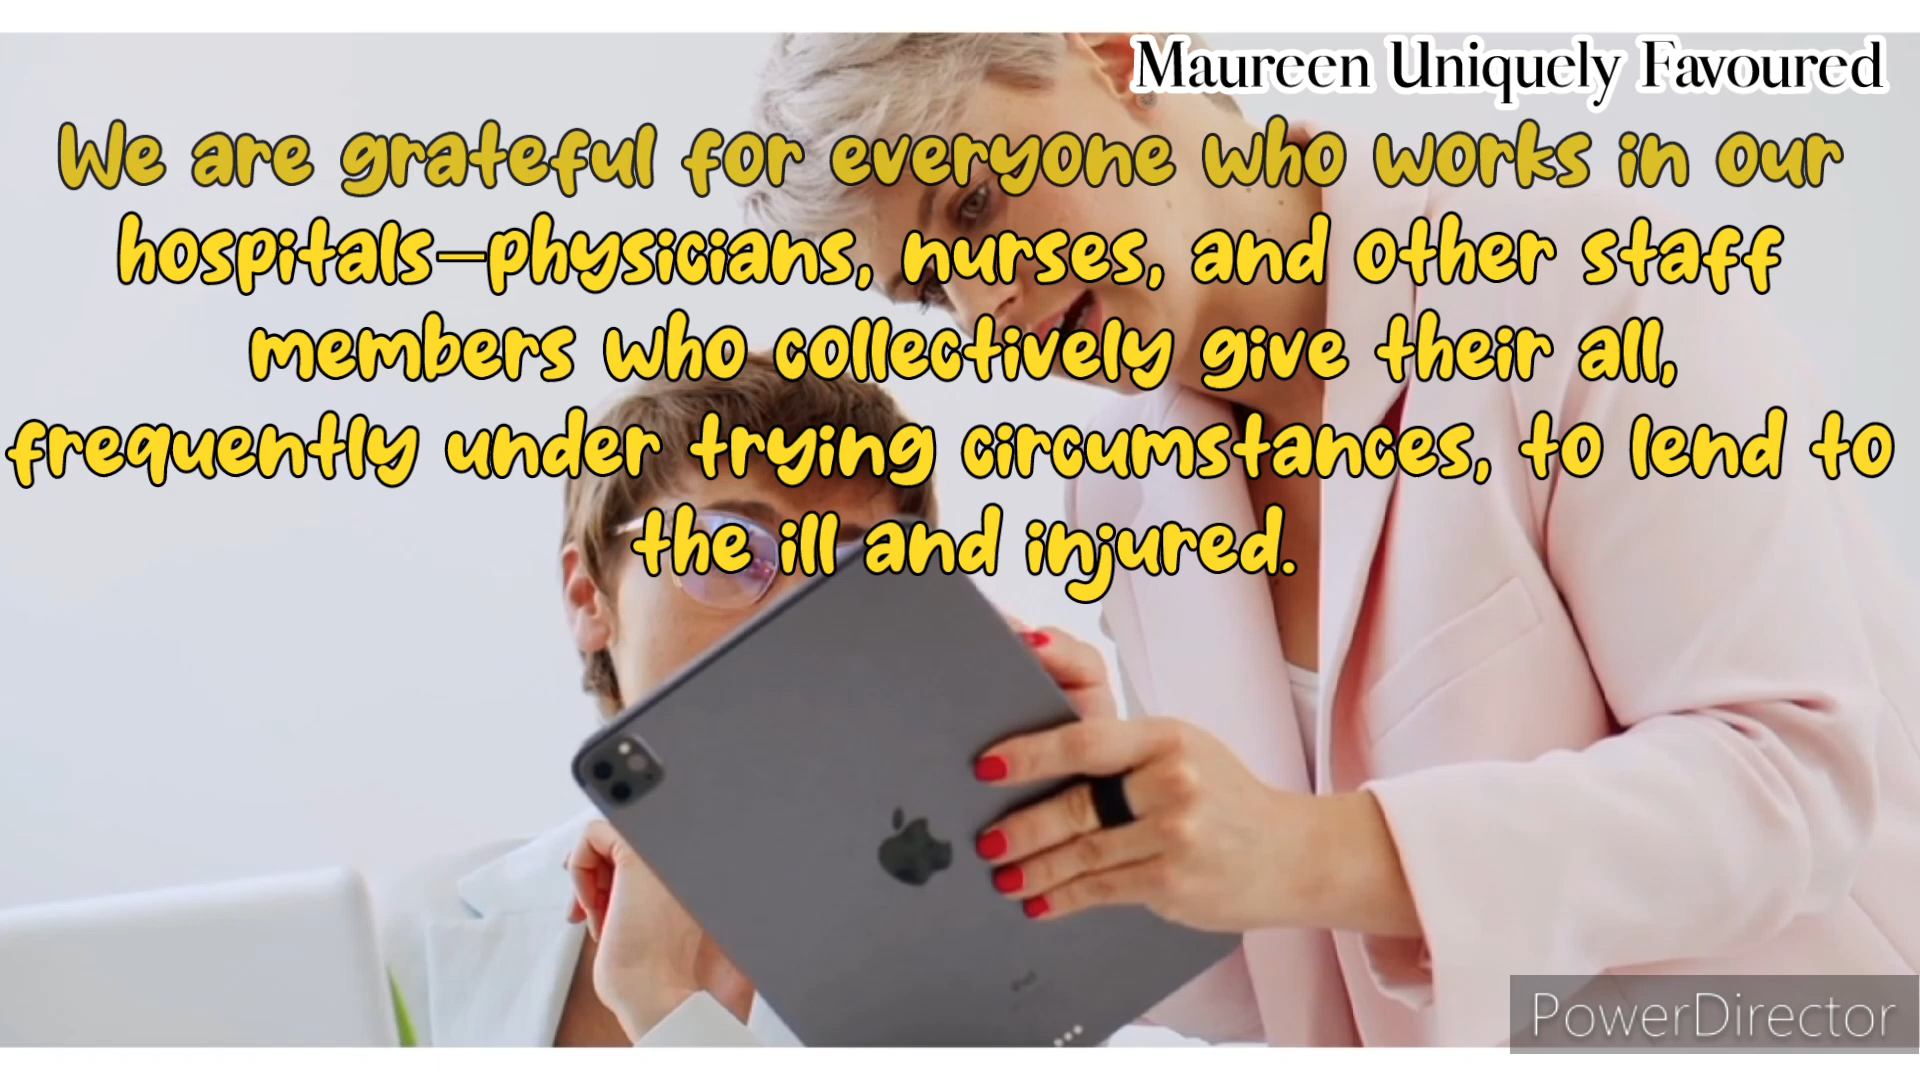 Maureen Uniquely Favoured
We are grateful for everyone who works in our
hospitals—physicians, nurses, and other staff
members who collectively give their all,
frequently under trying circumstances, to lend to
the ill and injured.
PowerDirector